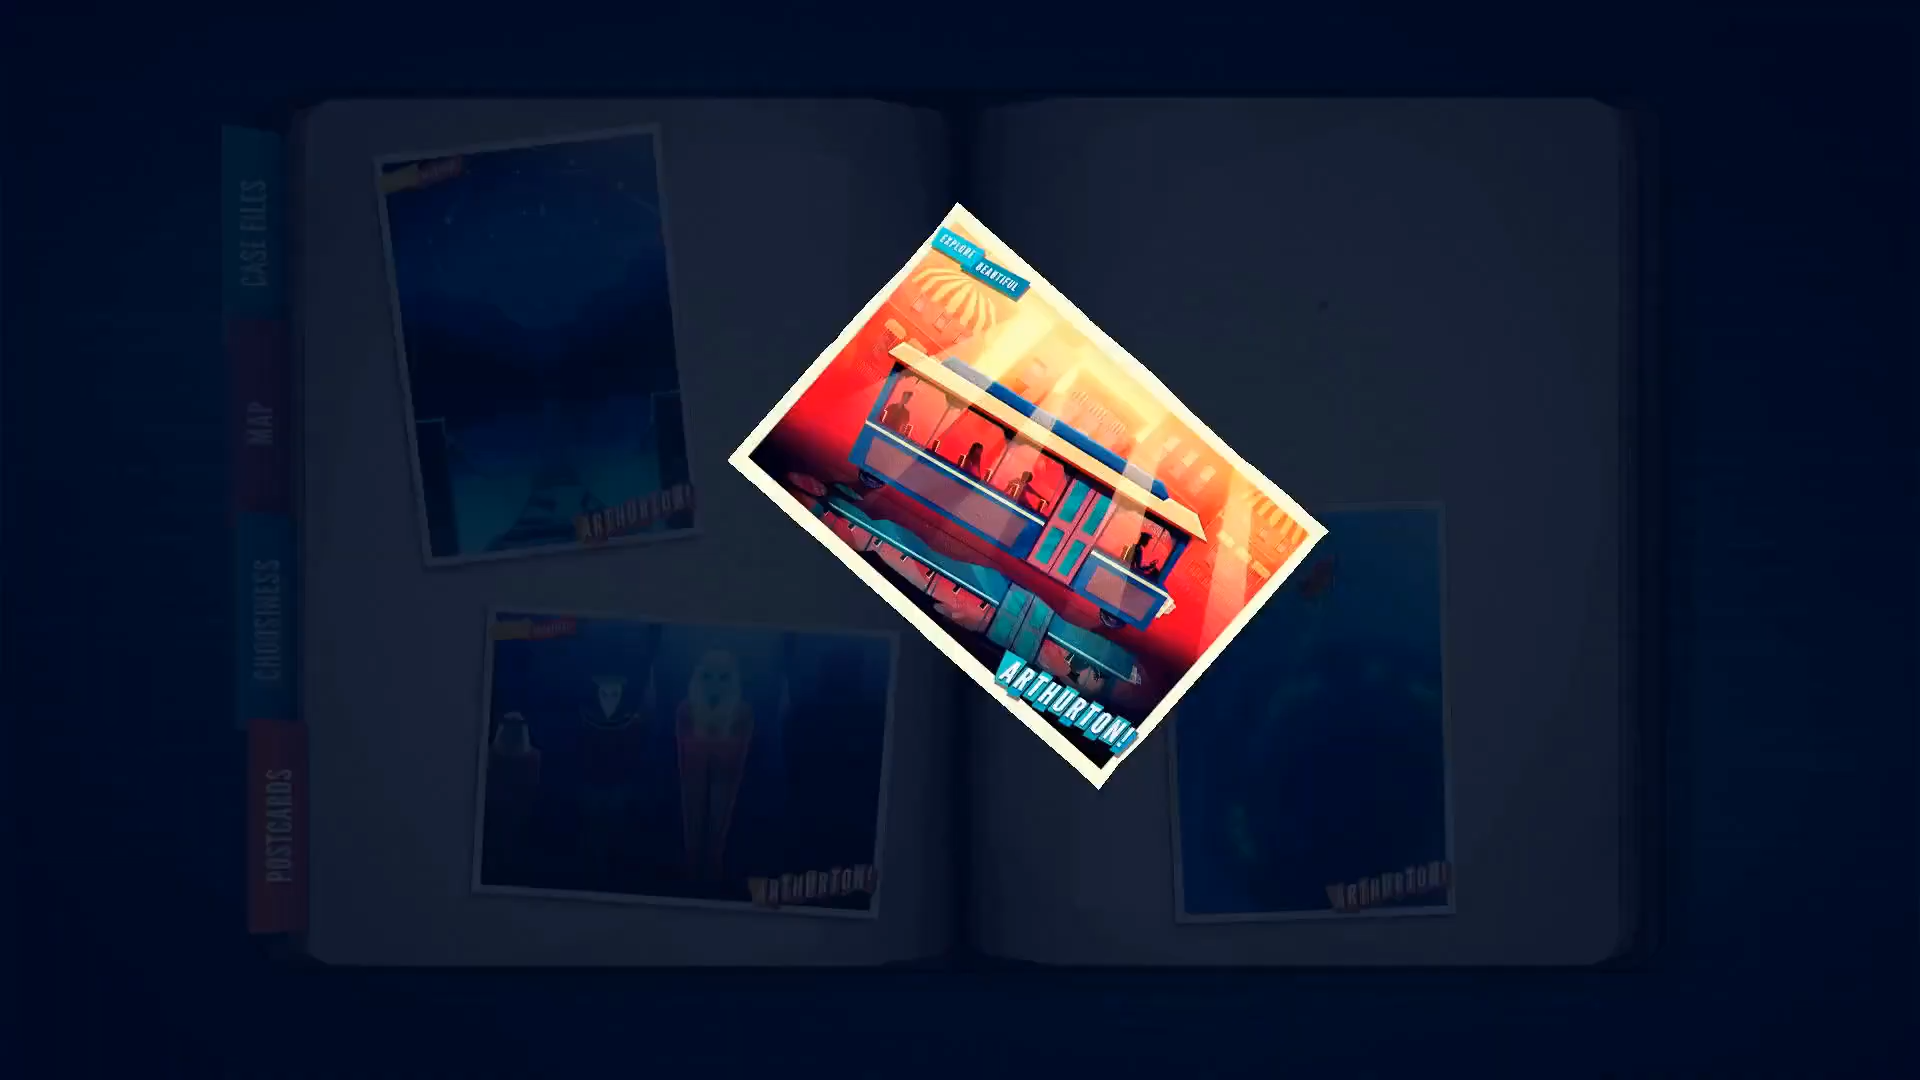 CASE FILES
MAP
CHOOSINESS
POSTCARDS
EXPLORE
BEAUTIFUL
ARTHURTON!
ARTHURTON!
ARTHURTON!
ARTHURTON!